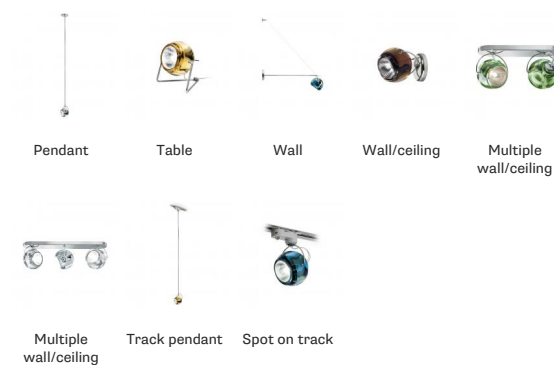 Pendant
Table
Wall
Wall/ceiling
Multiple
wall/ceiling
Multiple
wall/ceiling
Track pendant
Spot on track